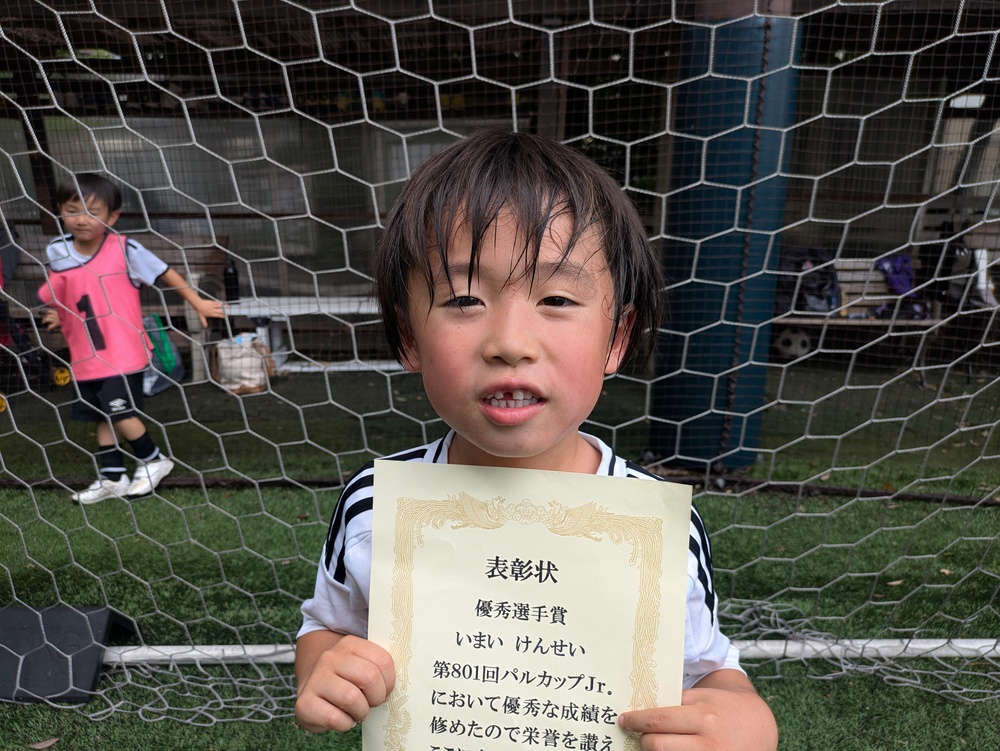 表彰状
優秀選手賞
いまい けんせい
第801回パルカップJr.
において優秀な成績を
修めたので栄誉を讃え
1